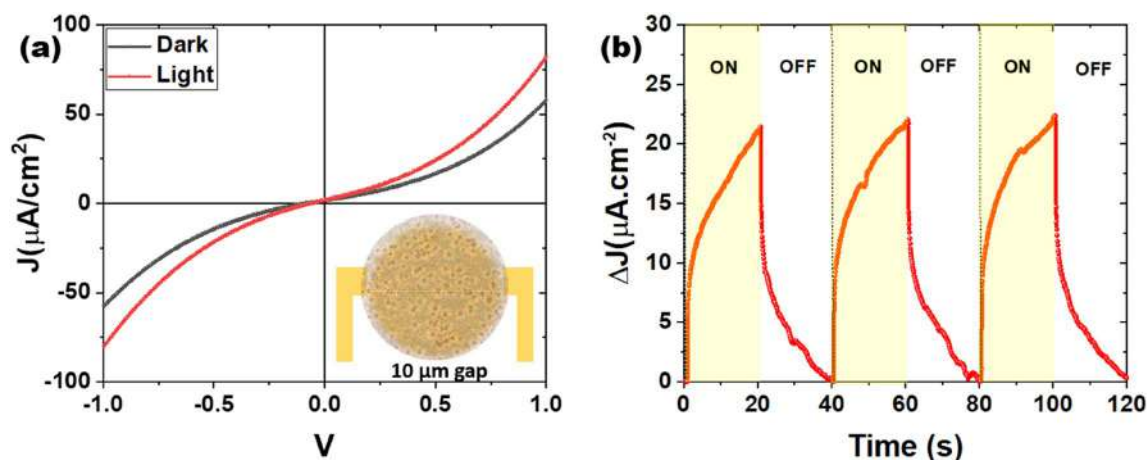 (a)
Dark
Light
J(μA/cm²)
100
50
0
-50
-100
-1.0 -0.5 0.0 0.5 1.0
V
10 μm gap
(b)
ON OFF ON OFF ON OFF
ΔJ(μA.cm⁻²)
30
25
20
15
10
5
0
0 20 40 60 80 100 120
Time (s)